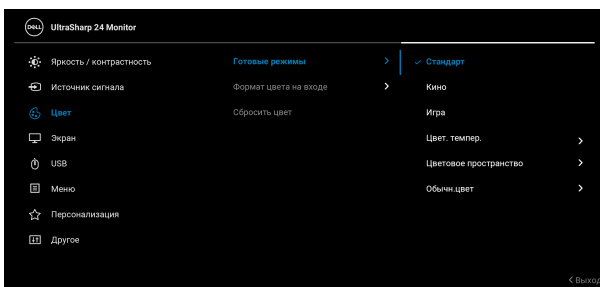 DELL UltraSharp 24 Monitor
Яркость / контрастность
Готовые режимы
Стандарт
Источник сигнала
Формат цвета на входе
Кино
Цвет
Сбросить цвет
Игра
Экран
Цвет. темпер.
USB
Цветовое пространство
Меню
Обычн.цвет
Персонализация
Другое
Выход